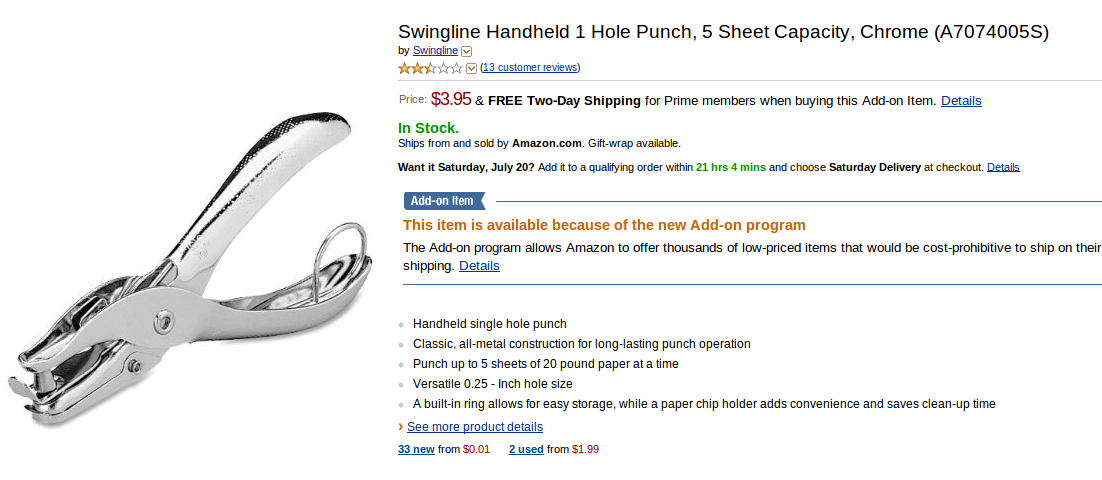 Swingline Handheld 1 Hole Punch, 5 Sheet Capacity, Chrome (A7074005S)
by Swingline
(13 customer reviews)
Price: $3.95 & FREE Two-Day Shipping for Prime members when buying this Add-on Item. Details
In Stock.
Ships from and sold by Amazon.com. Gift-wrap available.
Want it Saturday, July 20? Add it to a qualifying order within 21 hrs 4 mins and choose Saturday Delivery at checkout. Details
Add-on Item
This item is available because of the new Add-on program
The Add-on program allows Amazon to offer thousands of low-priced items that would be cost-prohibitive to ship on their
shipping. Details
Handheld single hole punch
Classic, all-metal construction for long-lasting punch operation
Punch up to 5 sheets of 20 pound paper at a time
Versatile 0.25 - Inch hole size
A built-in ring allows for easy storage, while a paper chip holder adds convenience and saves clean-up time
› See more product details
33 new from $0.01 2 used from $1.99